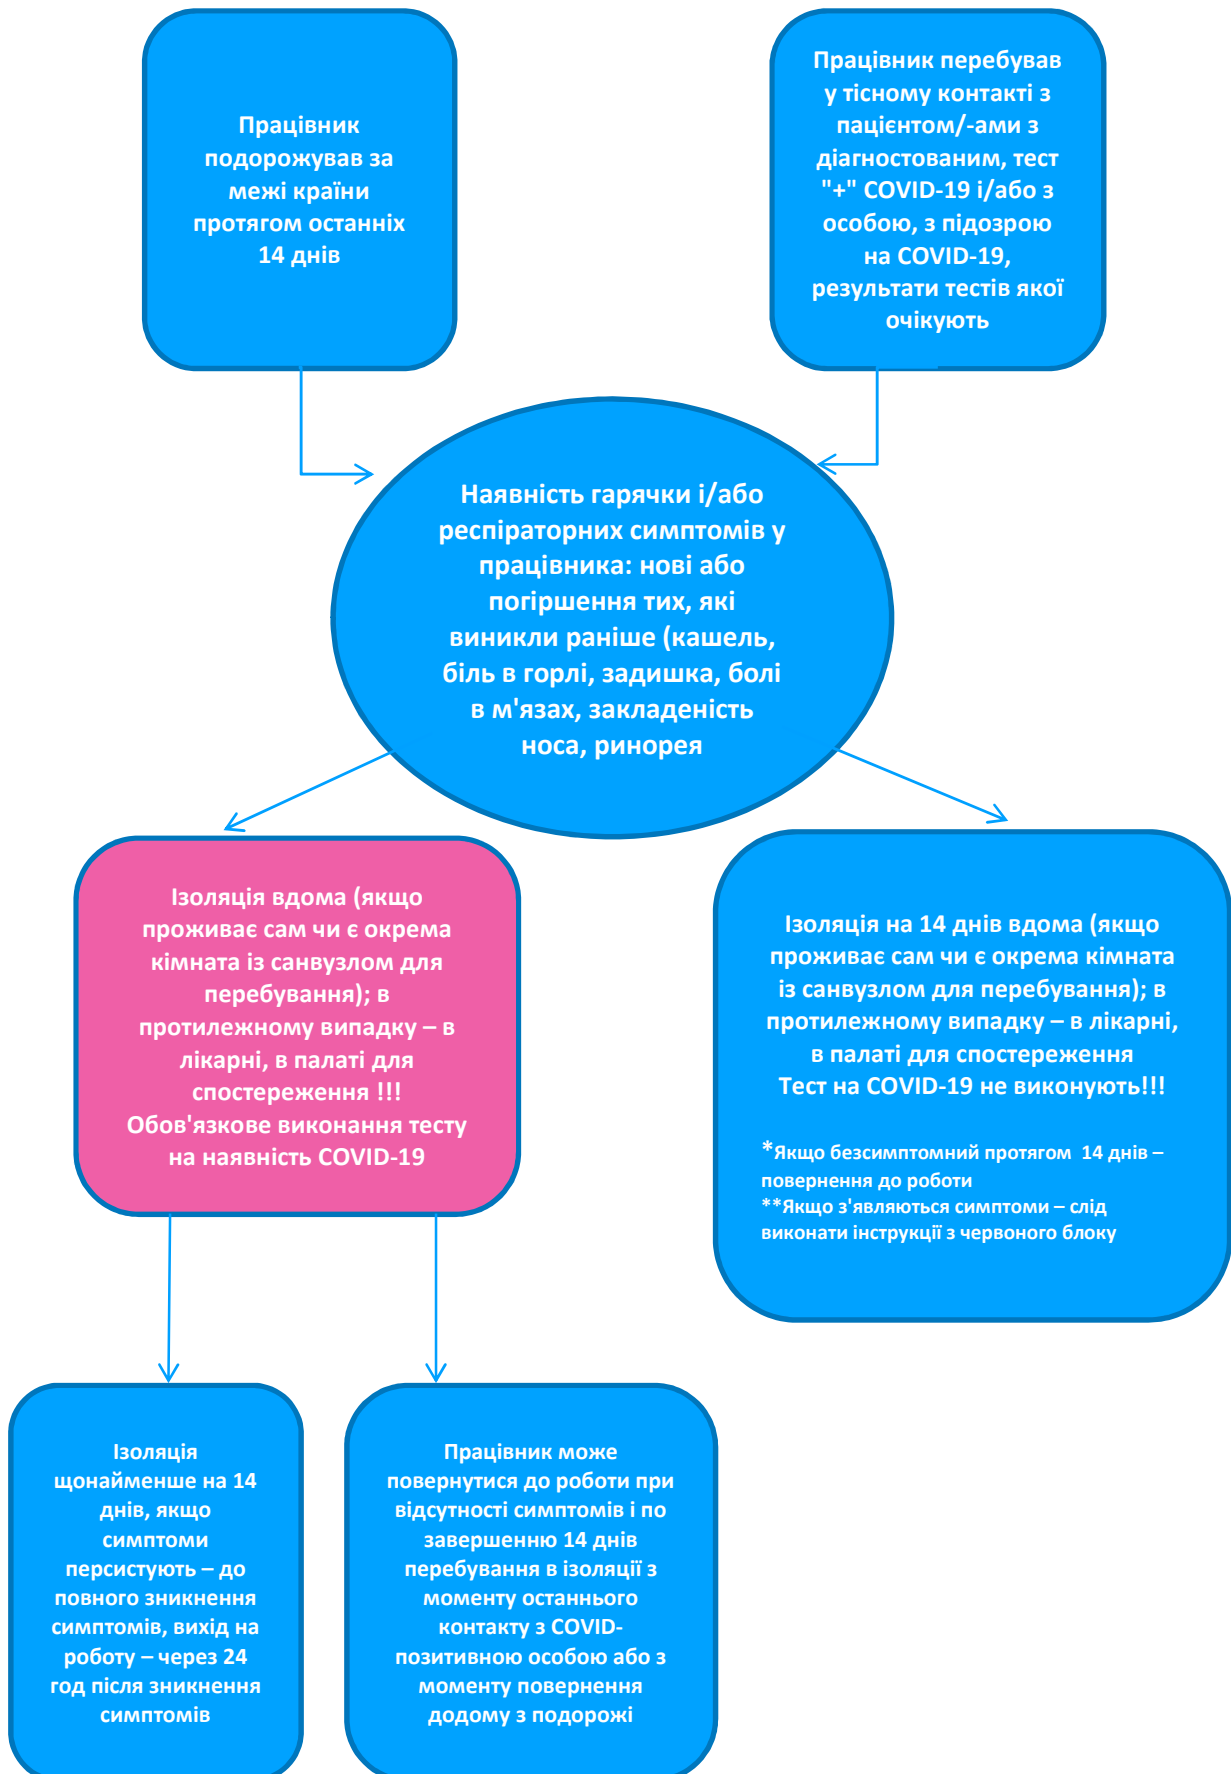 Працівник
подорожував за
межі країни
протягом останніх
14 днів
Працівник перебував
у тісному контакті з
пацієнтом/-ами з
діагностованим, тест
"+" COVID-19 і/або з
особою, з підозрою
на COVID-19,
результати тестів якої
очікують
Наявність гарячки і/або
респіраторних симптомів у
працівника: нові або
погіршення тих, які
виникли раніше (кашель,
біль в горлі, задишка, болі
в м'язах, закладеність
носа, ринорея
Ізоляція вдома (якщо
проживає сам чи є окрема
кімната із санвузлом для
перебування); в
протилежному випадку – в
лікарні, в палаті для
спостереження !!!
Обов'язкове виконання тесту
на наявність COVID-19
Ізоляція на 14 днів вдома (якщо
проживає сам чи є окрема кімната
із санвузлом для перебування); в
протилежному випадку – в лікарні,
в палаті для спостереження
Тест на COVID-19 не виконують!!!
*Якщо безсимптомний протягом 14 днів –
повернення до роботи
**Якщо з'являються симптоми – слід
виконати інструкції з червоного блоку
Ізоляція
щонайменше на 14
днів, якщо
симптоми
персистують – до
повного зникнення
симптомів, вихід на
роботу – через 24
год після зникнення
симптомів
Працівник може
повернутися до роботи при
відсутності симптомів і по
завершенню 14 днів
перебування в ізоляції з
моменту останнього
контакту з COVID-
позитивною особою або з
моменту повернення
додому з подорожі